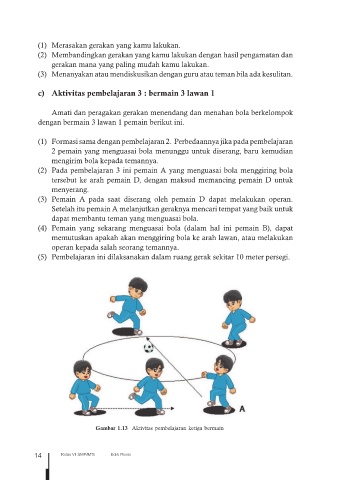 (1) Merasakan gerakan yang kamu lakukan.
(2) Membandingkan gerakan yang kamu lakukan dengan hasil pengamatan dan
gerakan mana yang paling mudah kamu lakukan.
(3) Menanyakan atau mendiskusikan dengan guru atau teman bila ada kesulitan.
c) Aktivitas pembelajaran 3 : bermain 3 lawan 1
Amati dan peragakan gerakan menendang dan menahan bola berkelompok
dengan bermain 3 lawan 1 pemain berikut ini.
(1) Formasi sama dengan pembelajaran 2. Perbedaannya jika pada pembelajaran
2 pemain yang menguasai bola menunggu untuk diserang, baru kemudian
mengirim bola kepada temannya.
(2) Pada pembelajaran 3 ini pemain A yang menguasai bola menggiring bola
tersebut ke arah pemain D, dengan maksud memancing pemain D untuk
menyerang.
(3) Pemain A pada saat diserang oleh pemain D dapat melakukan operan.
Setelah itu pemain A melanjutkan geraknya mencari tempat yang baik untuk
dapat membantu teman yang menguasai bola.
(4) Pemain yang sekarang menguasai bola (dalam hal ini pemain B), dapat
memutuskan apakah akan menggiring bola ke arah lawan, atau melakukan
operan kepada salah seorang temannya.
(5) Pembelajaran ini dilaksanakan dalam ruang gerak sekitar 10 meter persegi.
A
Gambar 1.13 Aktivitas pembelajaran ketiga bermain
14 Kelas VI SMP/MTs